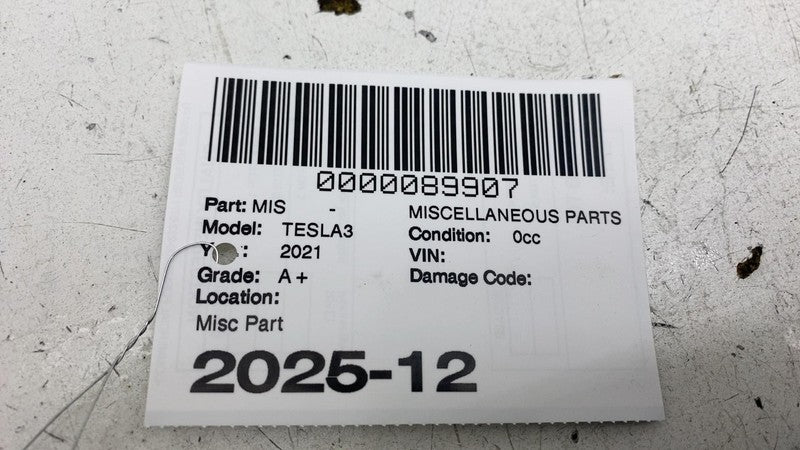 0000089907
Part: MIS - MISCELLANEOUS PARTS
Model: TESLA3 Condition: 0cc
Y : 2021 VIN:
Grade: A + Damage Code:
Location:
Misc Part
2025-12